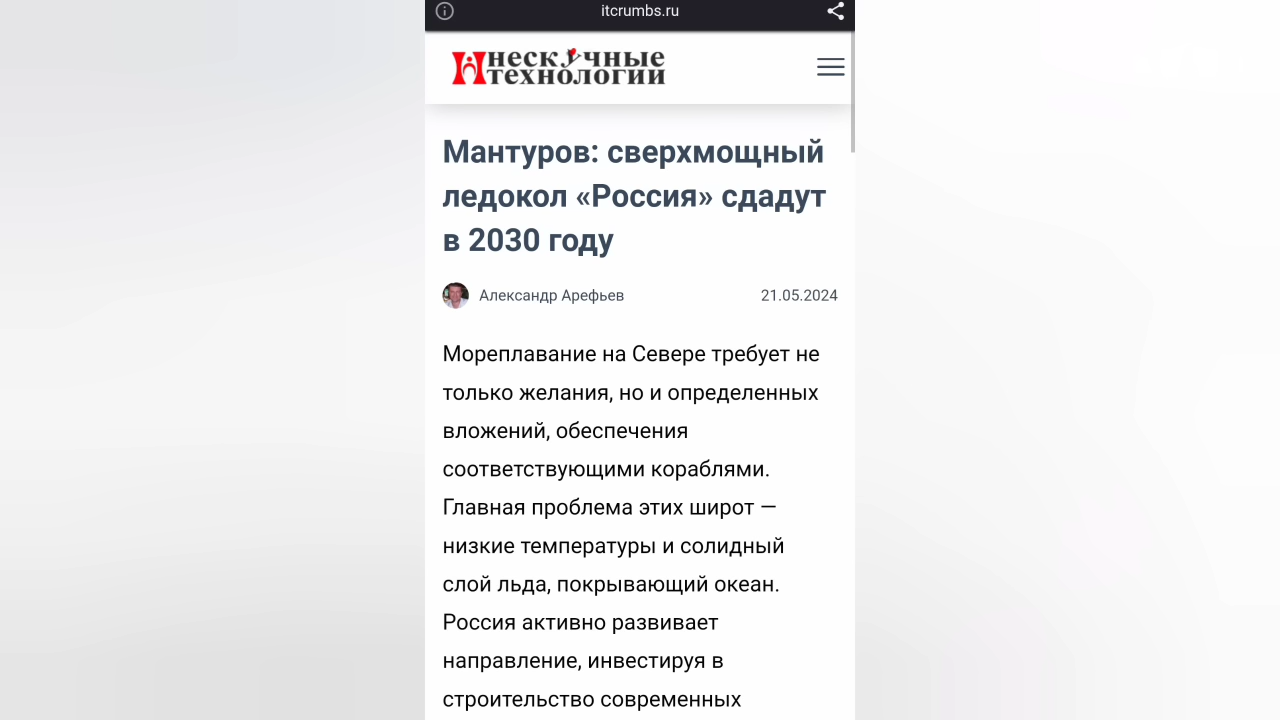 itcrumbs.ru
нескучные
технологии
Мантуров: сверхмощный
ледокол «Россия» сдадут
в 2030 году
Александр Арефьев
21.05.2024
Мореплавание на Севере требует не
только желания, но и определенных
вложений, обеспечения
соответствующими кораблями.
Главная проблема этих широт —
низкие температуры и солидный
слой льда, покрывающий океан.
Россия активно развивает
направление, инвестируя в
строительство современных